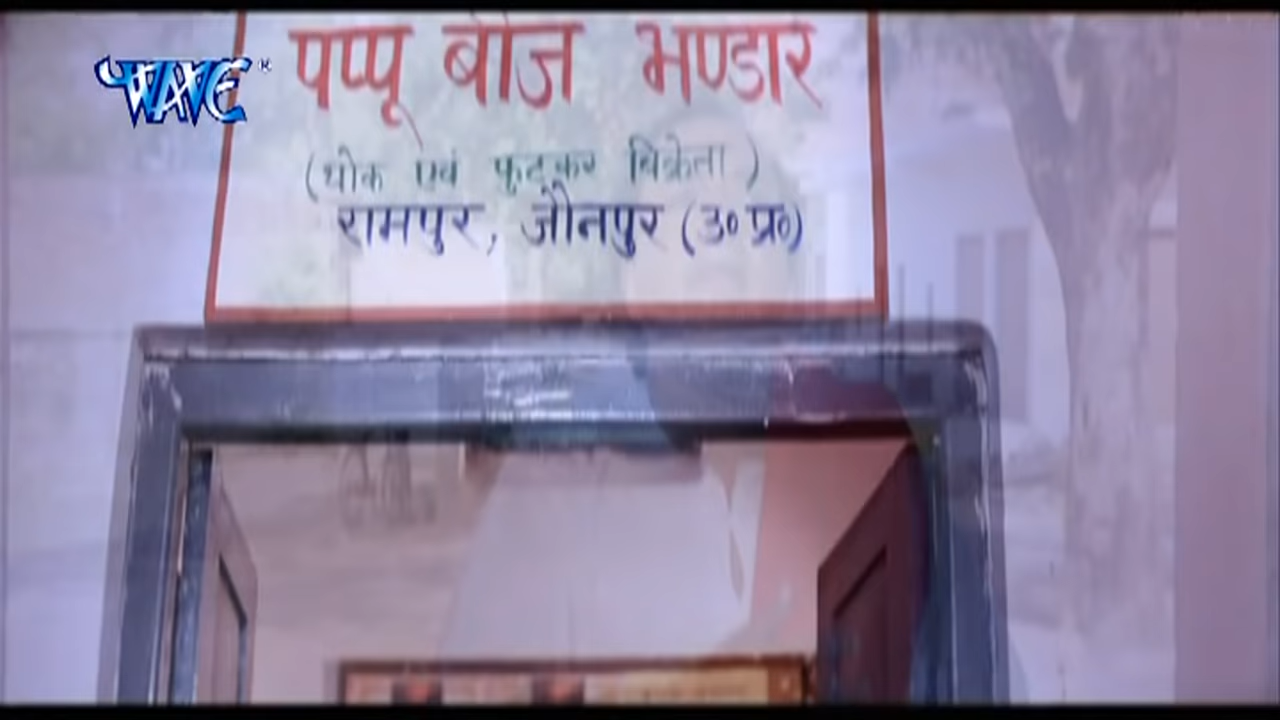 WAVE®
पप्पू बीज भण्डार
(थोक एवं फुटकर विक्रेता)
रामपुर, जौनपुर (उ० प्र०)